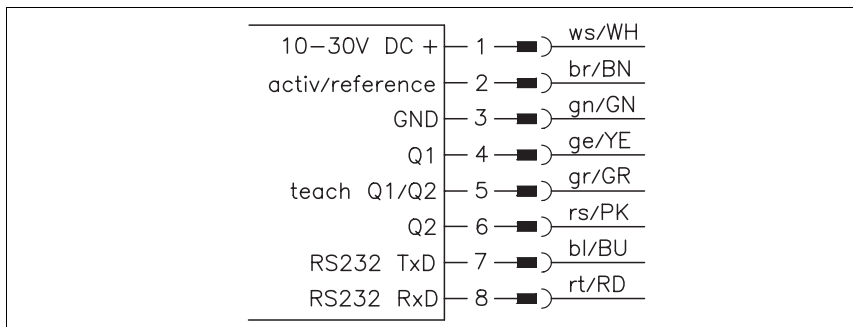 10-30V DC + 1 ws/WH
activ/reference 2 br/BN
GND 3 gn/GN
Q1 4 ge/YE
teach Q1/Q2 5 gr/GR
Q2 6 rs/PK
RS232 TxD 7 bl/BU
RS232 RxD 8 rt/RD